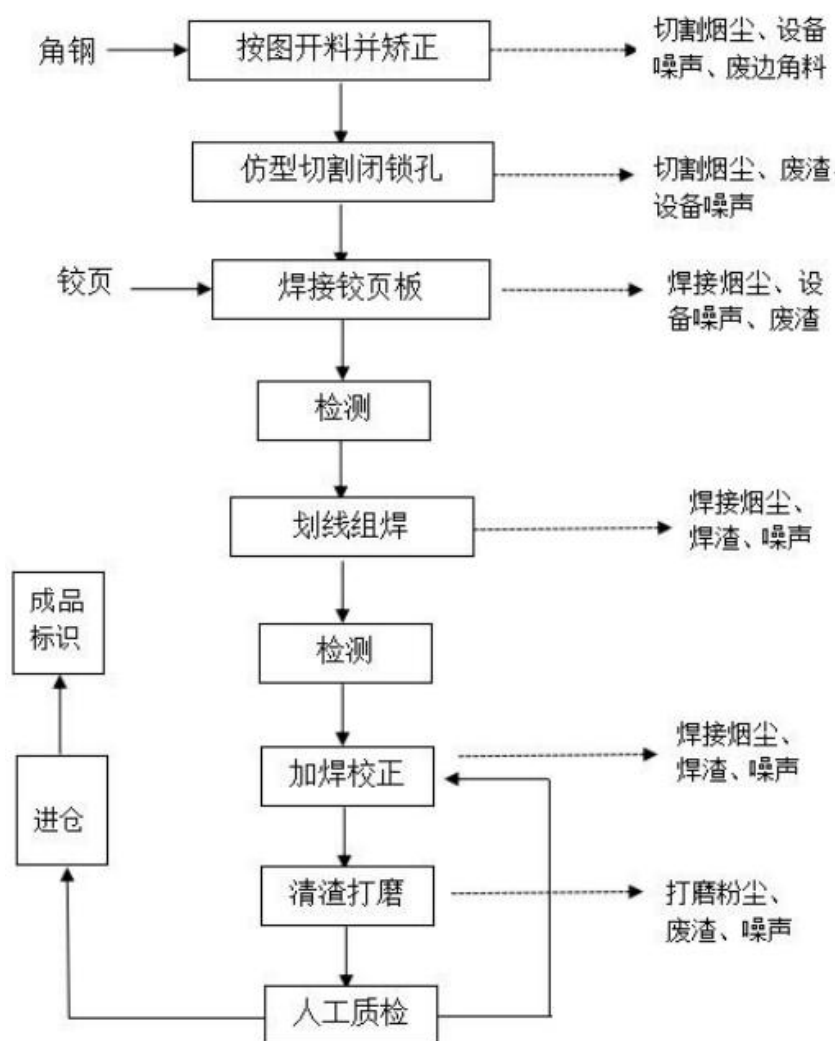 角钢
按图开料并矫正
切割烟尘、设备
噪声、废边角料
仿型切割闭锁孔
切割烟尘、废渣、
设备噪声
铰页
焊接铰页板
焊接烟尘、设
备噪声、废渣
检测
划线组焊
焊接烟尘、
焊渣、噪声
成品
标识
检测
加焊校正
焊接烟尘、
焊渣、噪声
进仓
清渣打磨
打磨粉尘、
废渣、噪声
人工质检